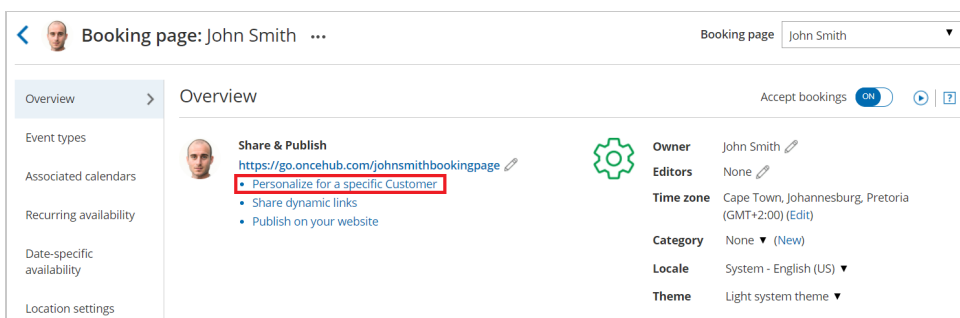 Booking page: John Smith ...
Booking page John Smith
Overview
Event types
Associated calendars
Recurring availability
Date-specific
availability
Location settings
Overview
Accept bookings ON
Share & Publish
https://go.oncehub.com/johnsmithbookingpage
• Personalize for a specific Customer
• Share dynamic links
• Publish on your website
Owner John Smith
Editors None
Time zone Cape Town, Johannesburg, Pretoria
(GMT+2:00) (Edit)
Category None ▼ (New)
Locale System - English (US) ▼
Theme Light system theme ▼